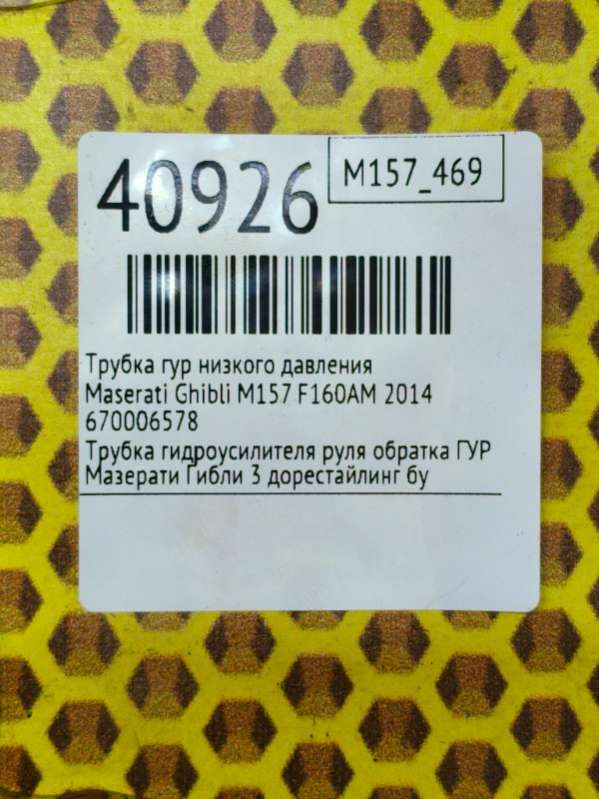 40926
M157_469
Трубка гур низкого давления
Maserati Ghibli M157 F160AM 2014
670006578
Трубка гидроусилителя руля обратка ГУР
Мазерати Гибли 3 дорестайлинг бу